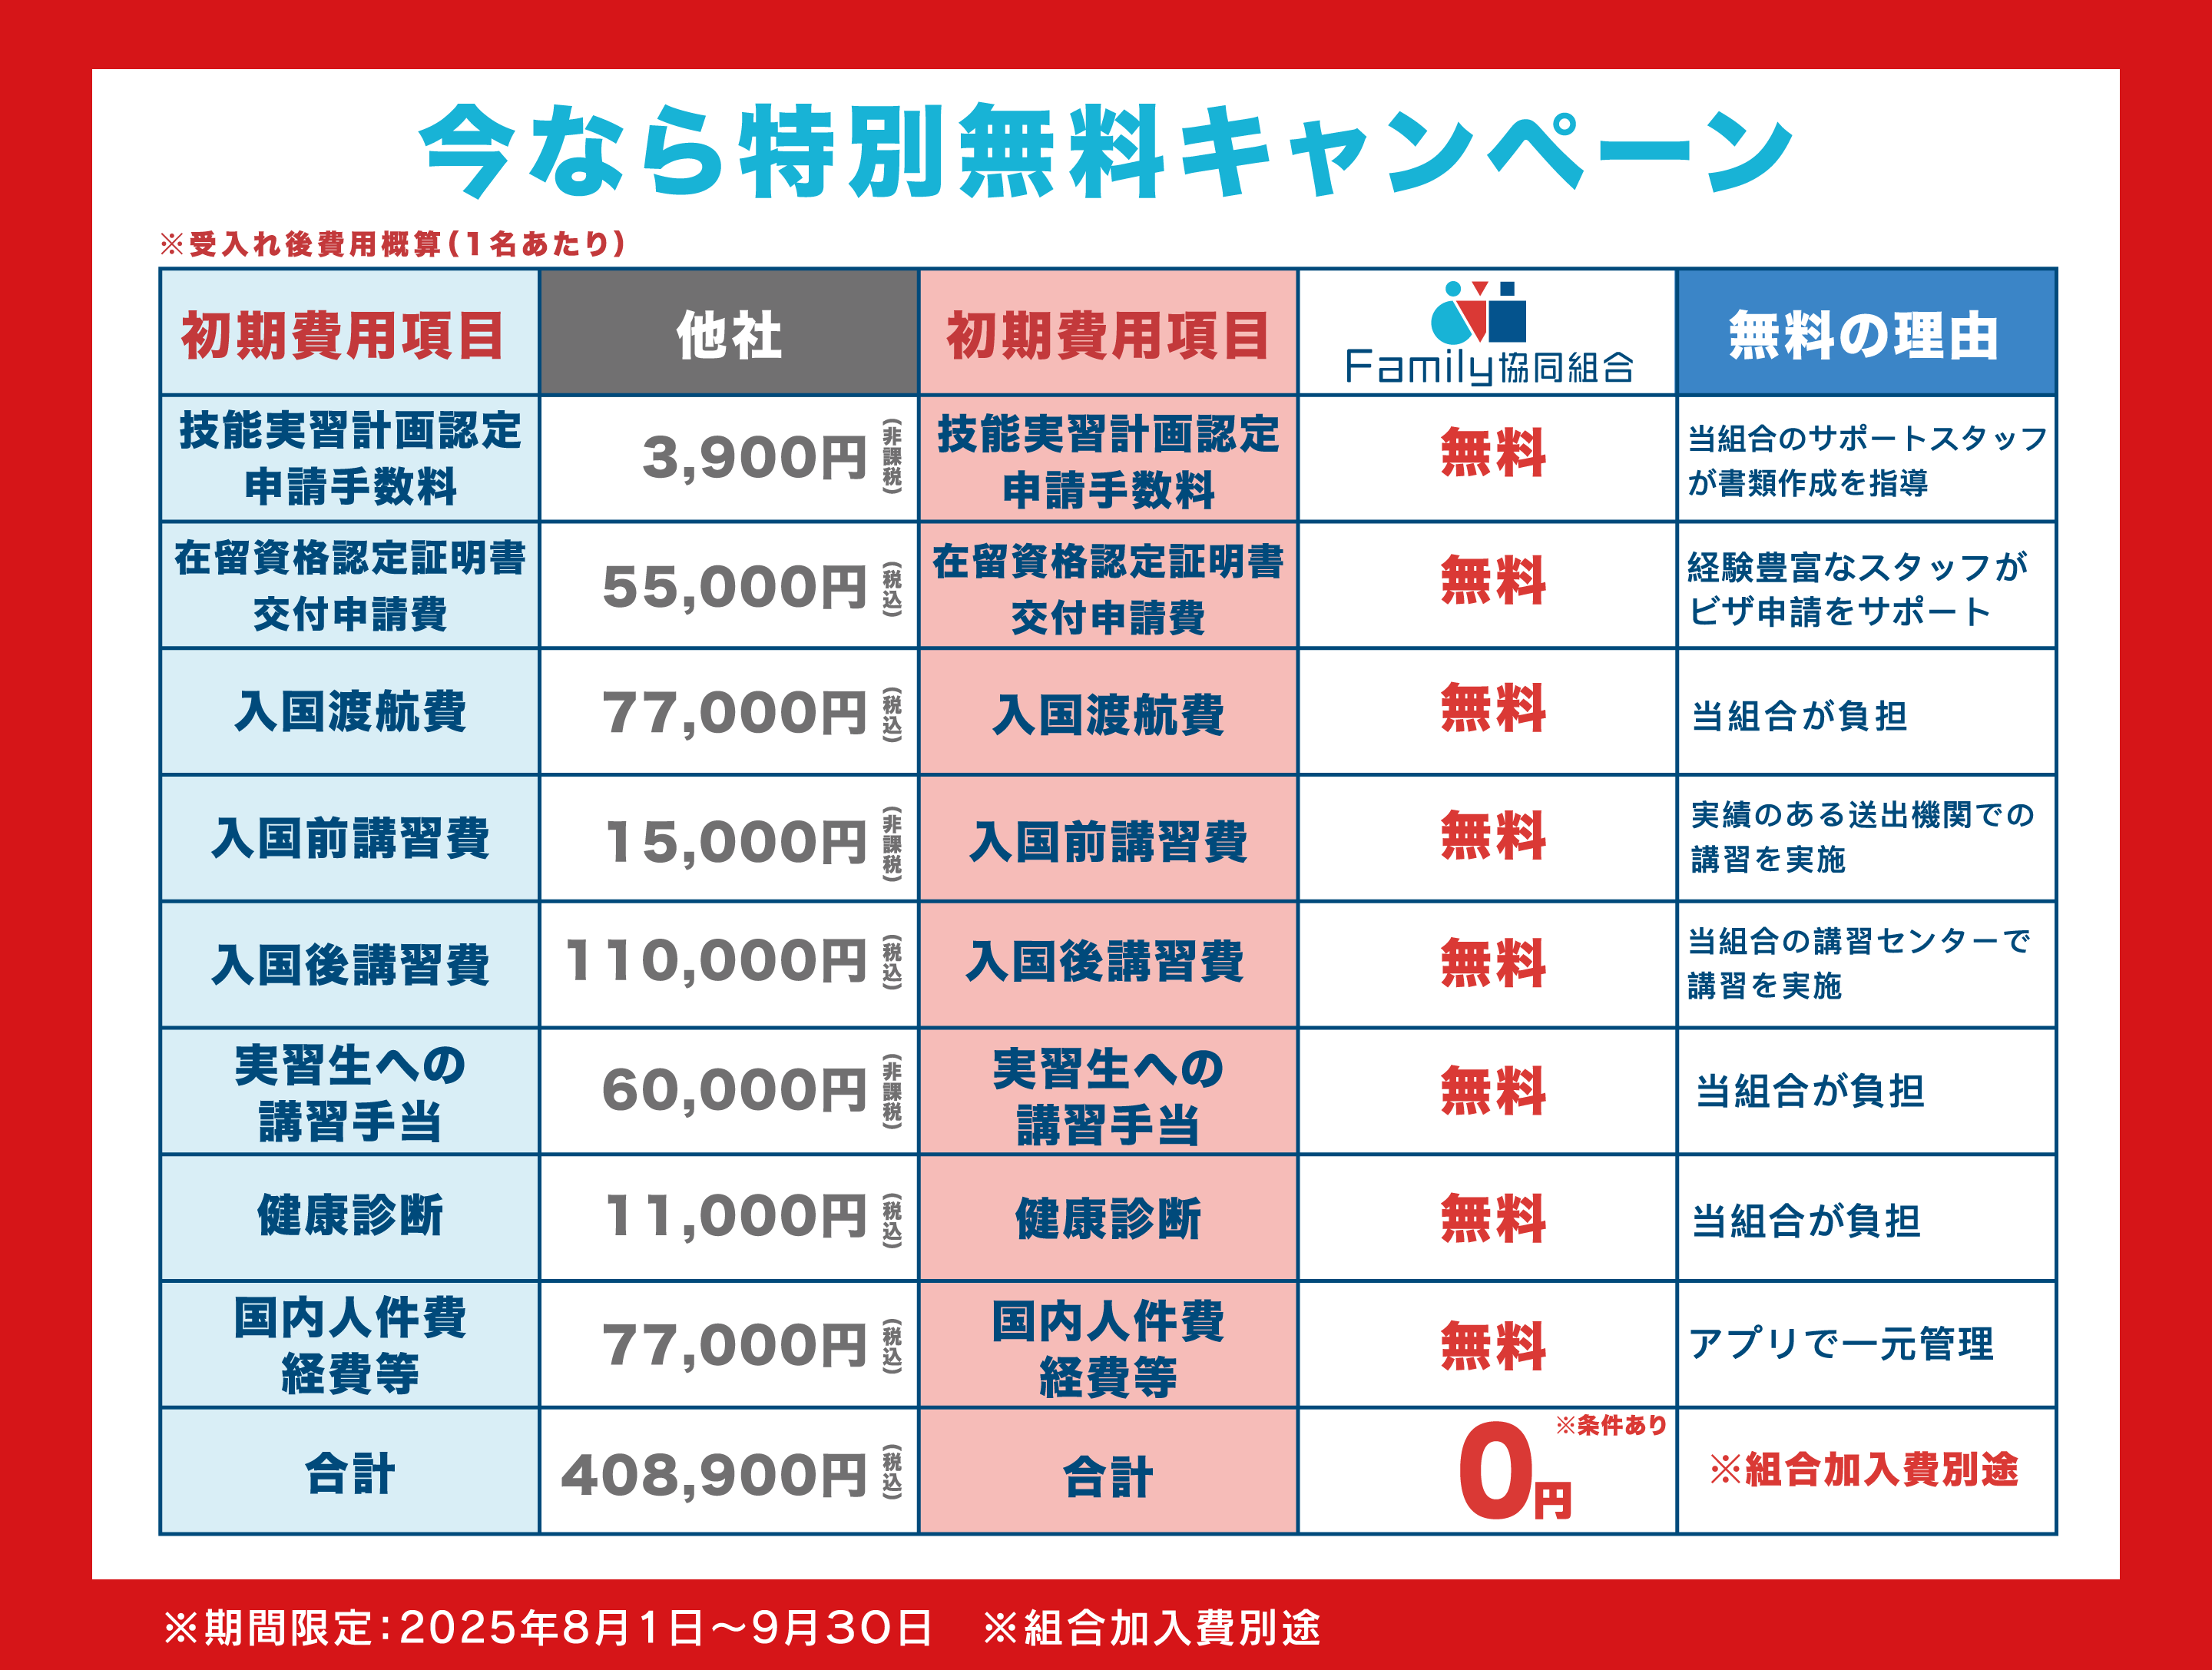 今なら特別無料キャンペーン
※受入れ後費用概算(1名あたり)
初期費用項目
他社
初期費用項目
Family協同組合
無料の理由
技能実習計画認定
申請手数料
3,900円(非課税)
技能実習計画認定
申請手数料
無料
当組合のサポートスタッフ
が書類作成を指導
在留資格認定証明書
交付申請費
55,000円(税込)
在留資格認定証明書
交付申請費
無料
経験豊富なスタッフが
ビザ申請をサポート
入国渡航費
77,000円(税込)
入国渡航費
無料
当組合が負担
入国前講習費
15,000円(非課税)
入国前講習費
無料
実績のある送出機関での
講習を実施
入国後講習費
110,000円(税込)
入国後講習費
無料
当組合の講習センターで
講習を実施
実習生への
講習手当
60,000円(非課税)
実習生への
講習手当
無料
当組合が負担
健康診断
11,000円(税込)
健康診断
無料
当組合が負担
国内人件費
経費等
77,000円(税込)
国内人件費
経費等
無料
アプリで一元管理
合計
408,900円(税込)
合計
※条件あり
0円
※組合加入費別途
※期間限定:2025年8月1日〜9月30日　※組合加入費別途